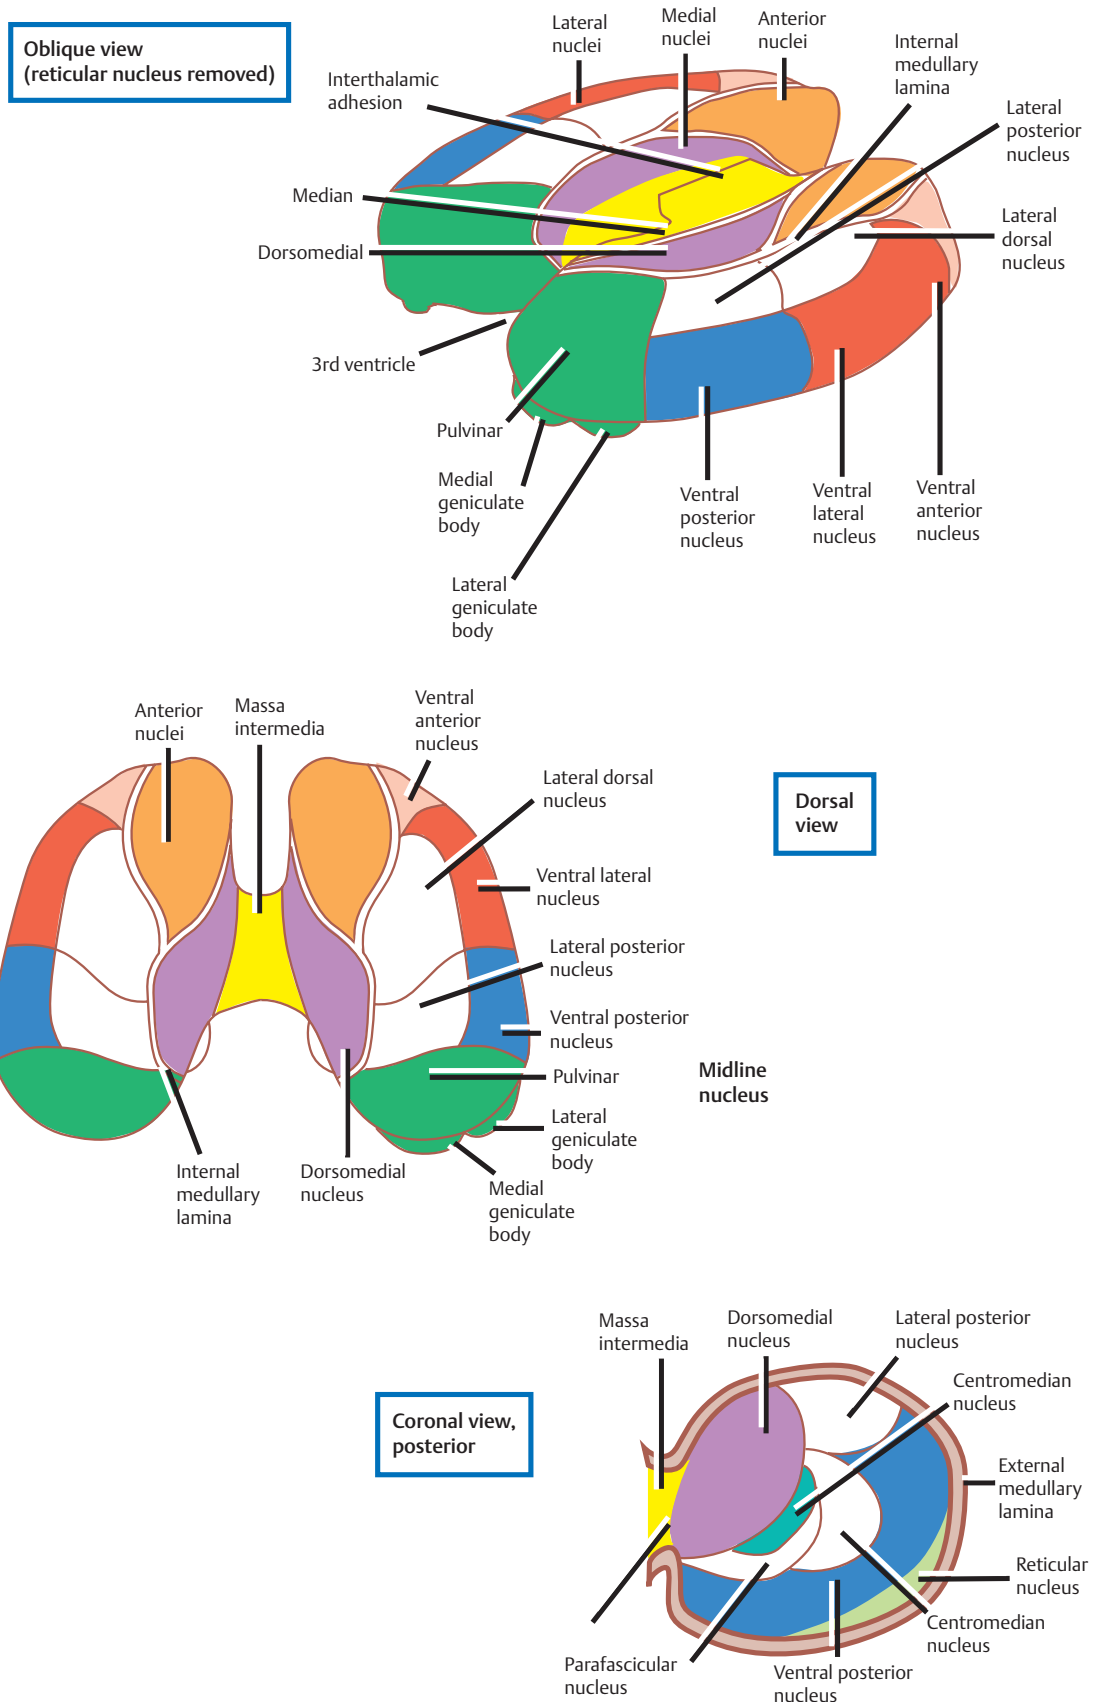 Oblique view
(reticular nucleus removed)
Lateral
nuclei
Medial
nuclei
Anterior
nuclei
Internal
medullary
lamina
Interthalamic
adhesion
Lateral
posterior
nucleus
Median
Lateral
dorsal
nucleus
Dorsomedial
3rd ventricle
Pulvinar
Medial
geniculate
body
Lateral
geniculate
body
Ventral
posterior
nucleus
Ventral
lateral
nucleus
Ventral
anterior
nucleus
Anterior
nuclei
Massa
intermedia
Ventral
anterior
nucleus
Lateral dorsal
nucleus
Dorsal
view
Ventral lateral
nucleus
Lateral posterior
nucleus
Ventral posterior
nucleus
Pulvinar
Midline
nucleus
Lateral
geniculate
body
Internal
medullary
lamina
Dorsomedial
nucleus
Medial
geniculate
body
Coronal view,
posterior
Massa
intermedia
Dorsomedial
nucleus
Lateral posterior
nucleus
Centromedian
nucleus
External
medullary
lamina
Reticular
nucleus
Centromedian
nucleus
Parafascicular
nucleus
Ventral posterior
nucleus